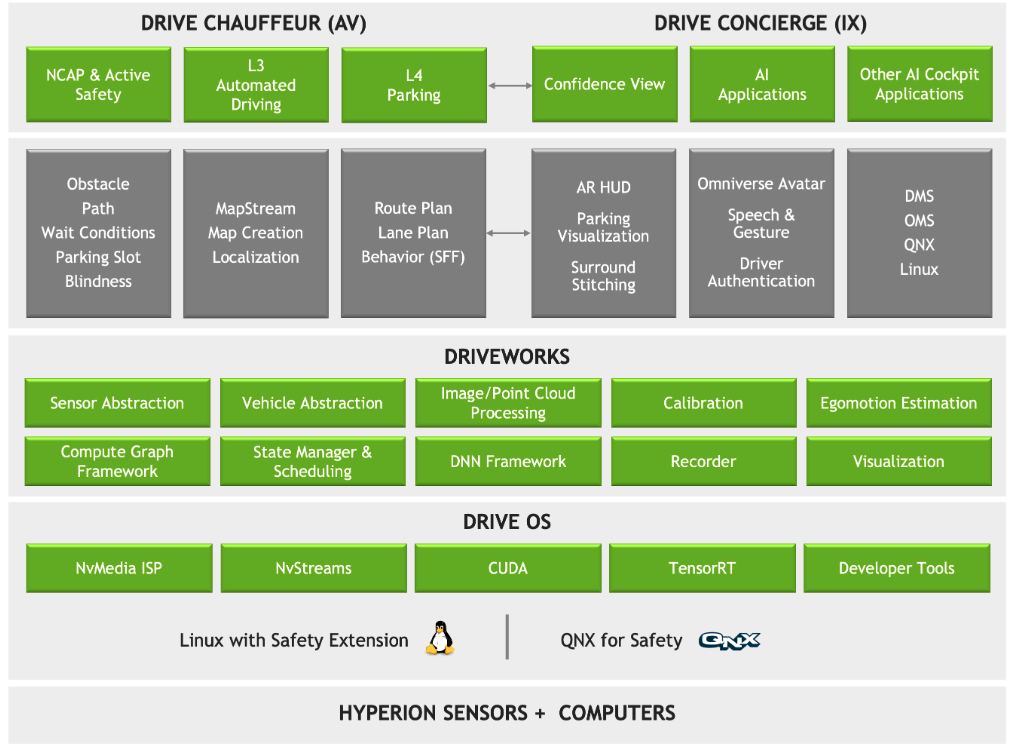 DRIVE CHAUFFEUR (AV)
DRIVE CONCIERGE (IX)
NCAP & Active
Safety
L3
Automated
Driving
L4
Parking
Confidence View
AI
Applications
Other AI Cockpit
Applications
Obstacle
Path
Wait Conditions
Parking Slot
Blindness
MapStream
Map Creation
Localization
Route Plan
Lane Plan
Behavior (SFF)
AR HUD
Parking
Visualization
Surround
Stitching
Omniverse Avatar
Speech &
Gesture
Driver
Authentication
DMS
OMS
QNX
Linux
DRIVEWORKS
Sensor Abstraction
Vehicle Abstraction
Image/Point Cloud
Processing
Calibration
Egomotion Estimation
Compute Graph
Framework
State Manager &
Scheduling
DNN Framework
Recorder
Visualization
DRIVE OS
NvMedia ISP
NvStreams
CUDA
TensorRT
Developer Tools
Linux with Safety Extension
QNX for Safety
QNX
HYPERION SENSORS + COMPUTERS